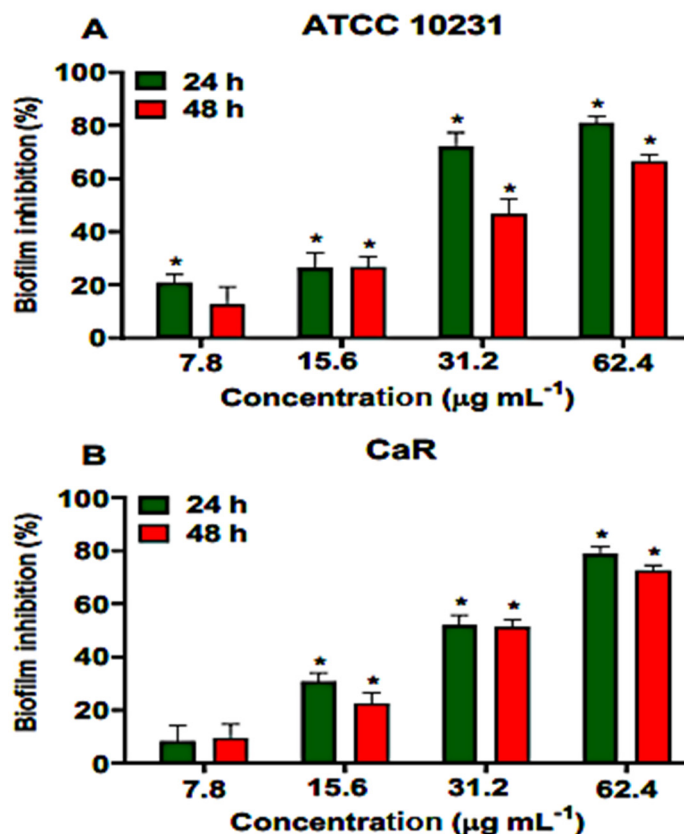 A
ATCC 10231
24 h
48 h
Biofilm inhibition (%)
100
80
60
40
20
0
*
*
*
*
*
*
*
7.8
15.6
31.2
62.4
Concentration (μg mL⁻¹)
B
CaR
24 h
48 h
Biofilm inhibition (%)
100
80
60
40
20
0
*
*
*
*
*
*
7.8
15.6
31.2
62.4
Concentration (μg mL⁻¹)